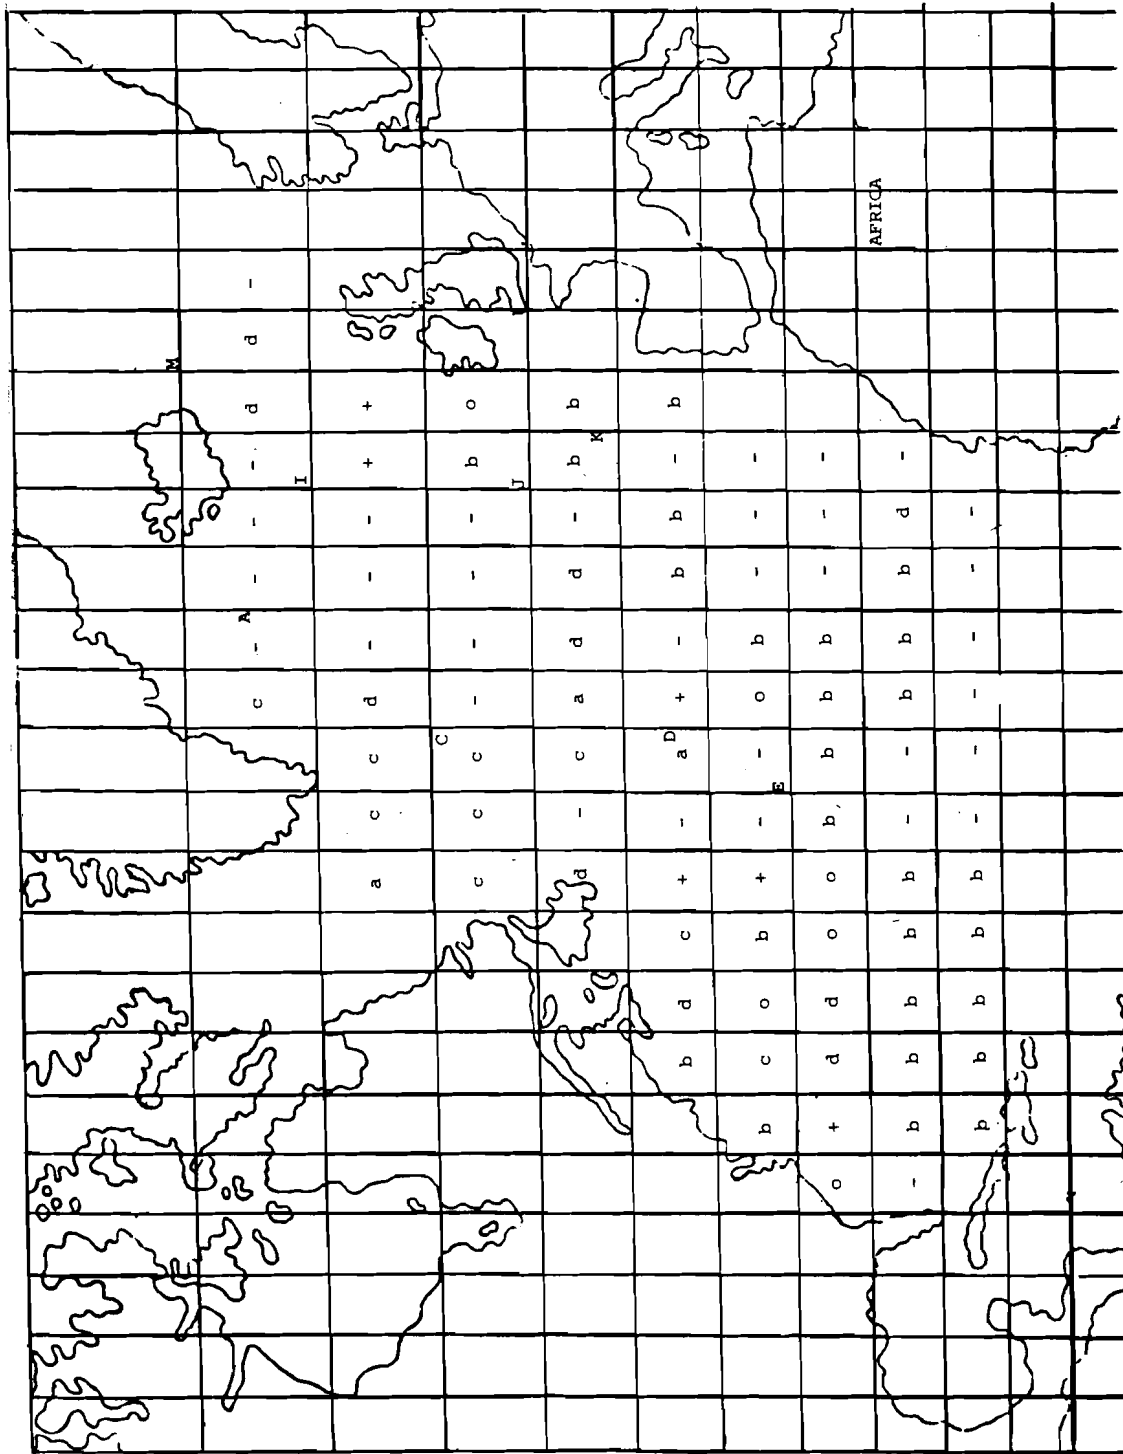 M
c - A - - - d d -
I
a c c d - - - + +
C
c c c - - - - b o
J
d - c a d d - b b
K
D
b d c + - a + - b b - b
b c o b + - - o b - - -
E
o + d d o o b b b b - - -
AFRICA
- b b b b b - - b b b d -
b b b b b - - - - - -